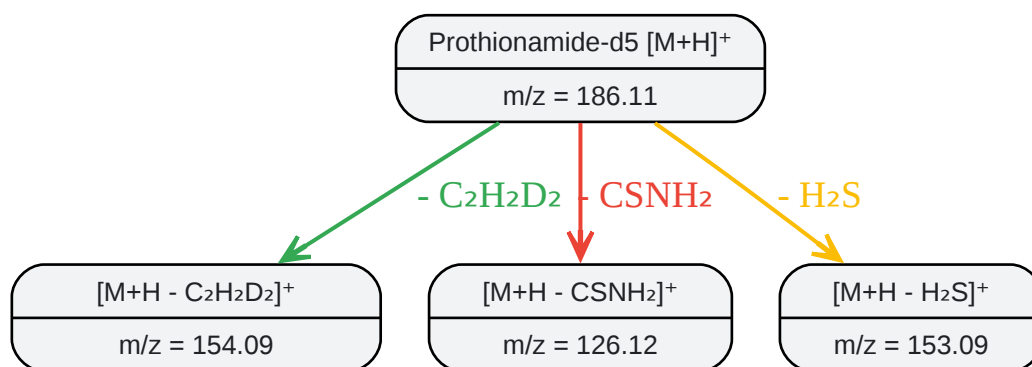 Prothionamide-d5 [M+H]⁺
m/z = 186.11
- C₂H₂D₂
- CSNH₂
- H₂S
[M+H - C₂H₂D₂]⁺
m/z = 154.09
[M+H - CSNH₂]⁺
m/z = 126.12
[M+H - H₂S]⁺
m/z = 153.09